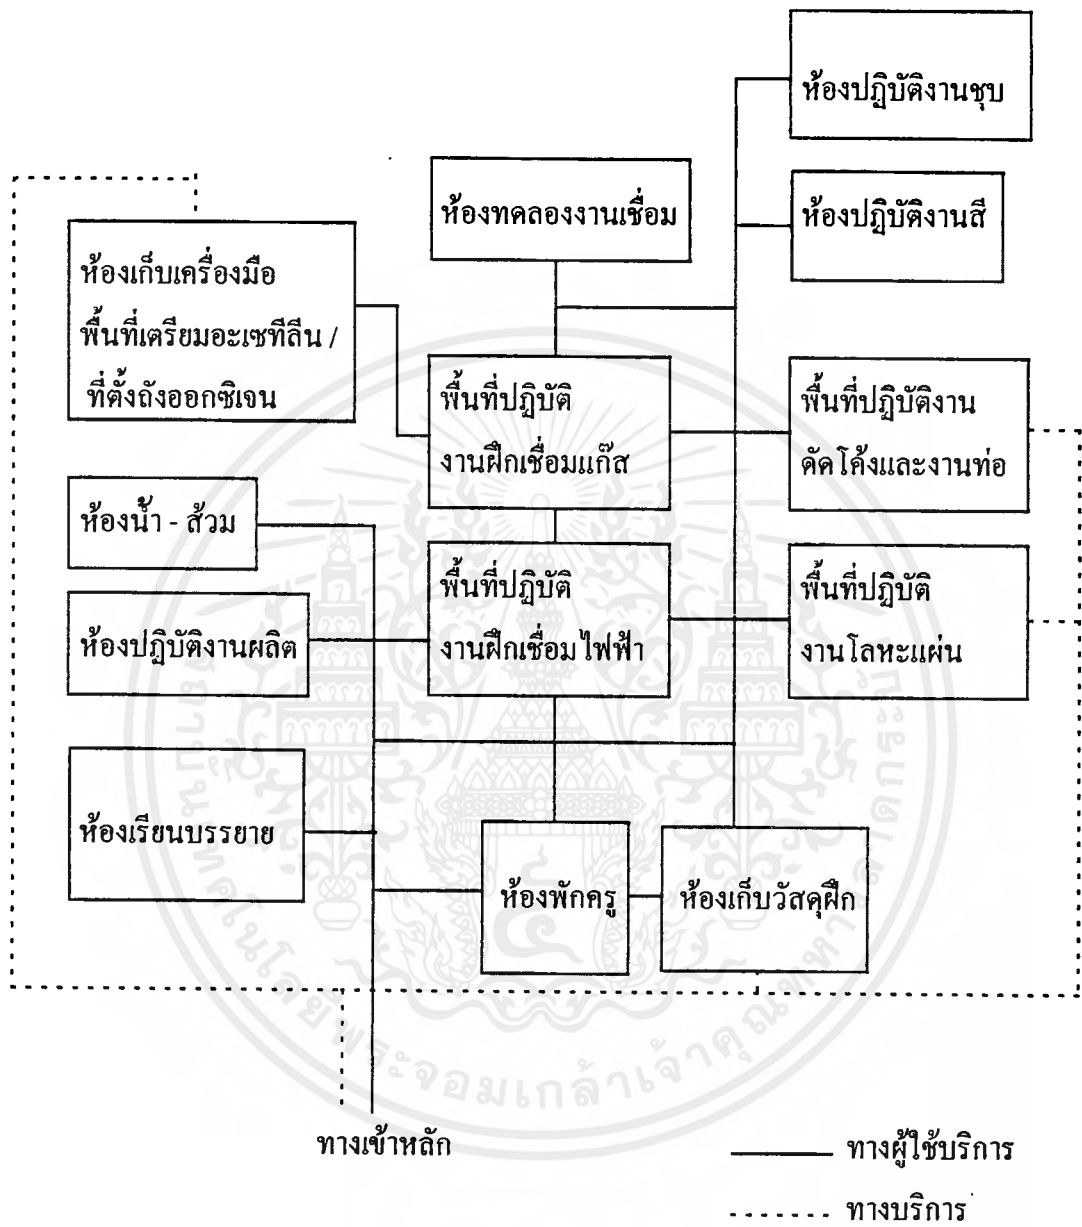 ห้องปฏิบัติงานชุบ
ห้องทดลองงานเชื่อม
ห้องปฏิบัติงานสี
ห้องเก็บเครื่องมือ
พื้นที่เตรียมอะเซทีลีน /
ที่ตั้งถังออกซิเจน
พื้นที่ปฏิบัติ
งานฝึกเชื่อมแก๊ส
พื้นที่ปฏิบัติงาน
ดัดโค้งและงานท่อ
ห้องน้ำ - ส้วม
พื้นที่ปฏิบัติ
งานฝึกเชื่อมไฟฟ้า
พื้นที่ปฏิบัติ
งานโลหะแผ่น
ห้องปฏิบัติงานผลิต
ห้องเรียนบรรยาย
ห้องพักครู
ห้องเก็บวัสดุฝึก
ทางเข้าหลัก
ทางผู้ใช้บริการ
ทางบริการ